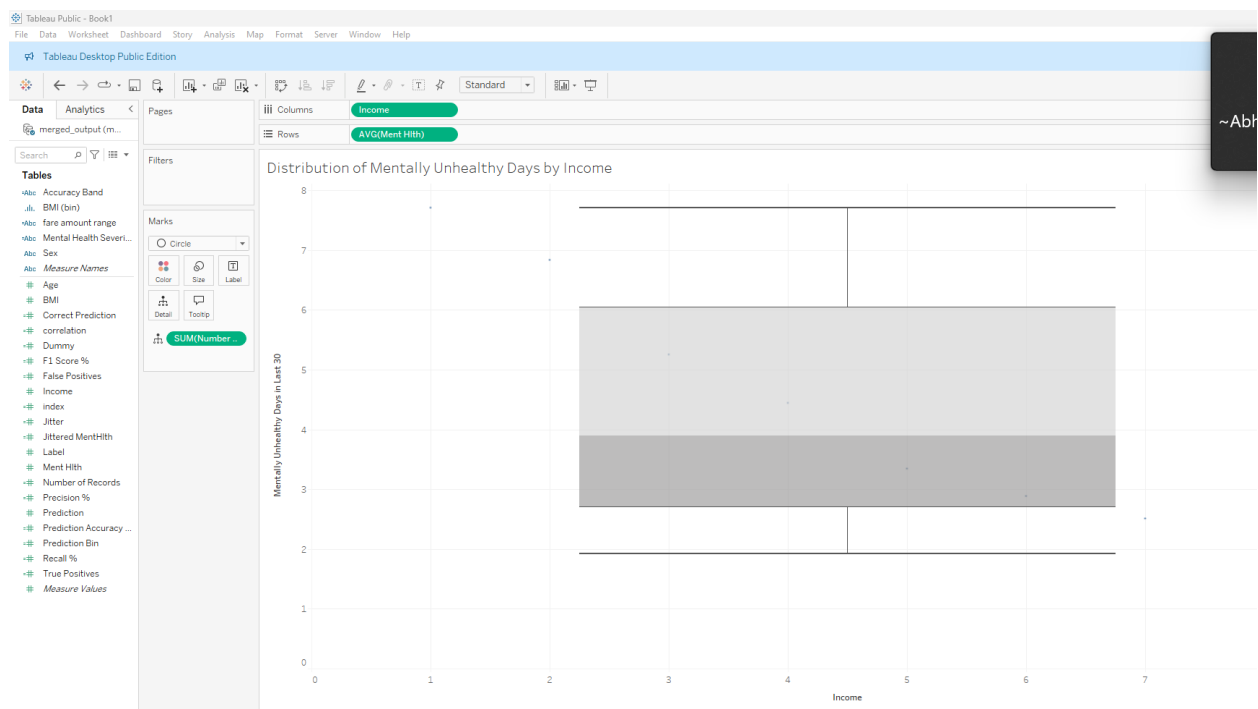 Tableau Public - Book1
File Data Worksheet Dashboard Story Analysis Map Format Server Window Help
Tableau Desktop Public Edition
Standard
~Abh
Data Analytics
merged_output (m...
Search
Tables
Abc Accuracy Band
BMI (bin)
Abc fare amount range
Abc Mental Health Severi...
Abc Sex
Abc Measure Names
# Age
# BMI
=# Correct Prediction
=# correlation
=# Dummy
=# F1 Score %
=# False Positives
# Income
=# index
=# Jitter
=# Jittered MentHlth
# Label
# Ment Hlth
=# Number of Records
=# Precision %
# Prediction
=# Prediction Accuracy ...
=# Prediction Bin
=# Recall %
=# True Positives
# Measure Values
Pages
Filters
Marks
Circle
Color Size Label
Detail Tooltip
SUM(Number ..
Columns Income
Rows AVG(Ment Hlth)
Distribution of Mentally Unhealthy Days by Income
8
7
6
5
4
3
2
1
0
Mentally Unhealthy Days in Last 30
0 1 2 3 4 5 6 7
Income